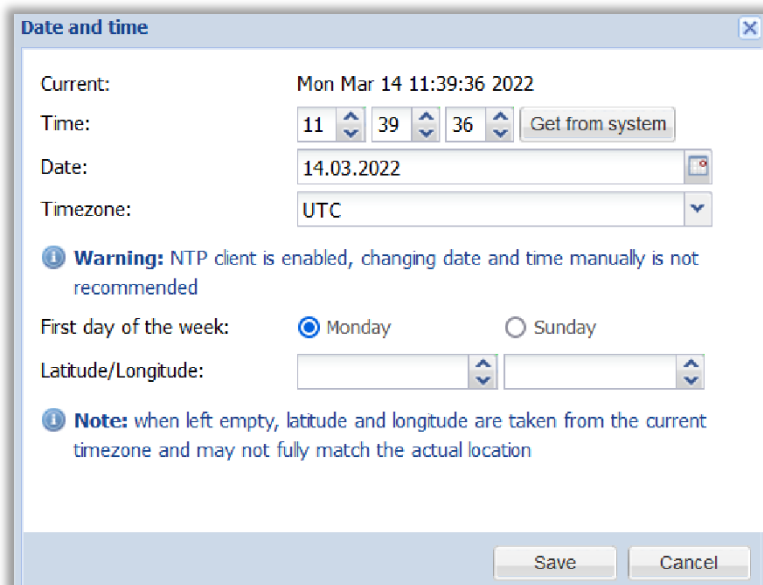 Date and time
Current: Mon Mar 14 11:39:36 2022
Time: 11 39 36 Get from system
Date: 14.03.2022
Timezone: UTC
Warning: NTP client is enabled, changing date and time manually is not
recommended
First day of the week: Monday Sunday
Latitude/Longitude:
Note: when left empty, latitude and longitude are taken from the current
timezone and may not fully match the actual location
Save Cancel